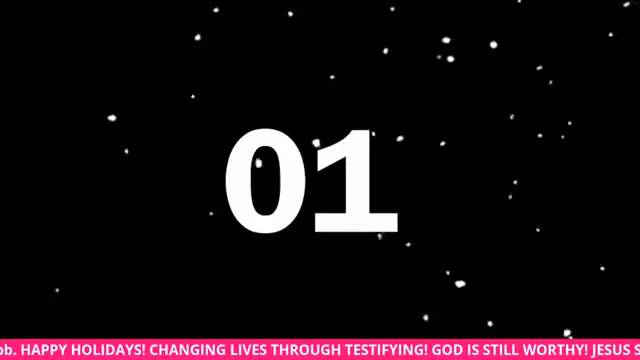 01
. HAPPY HOLIDAYS! CHANGING LIVES THROUGH TESTIFYING! GOD IS STILL WORTHY! JESUS